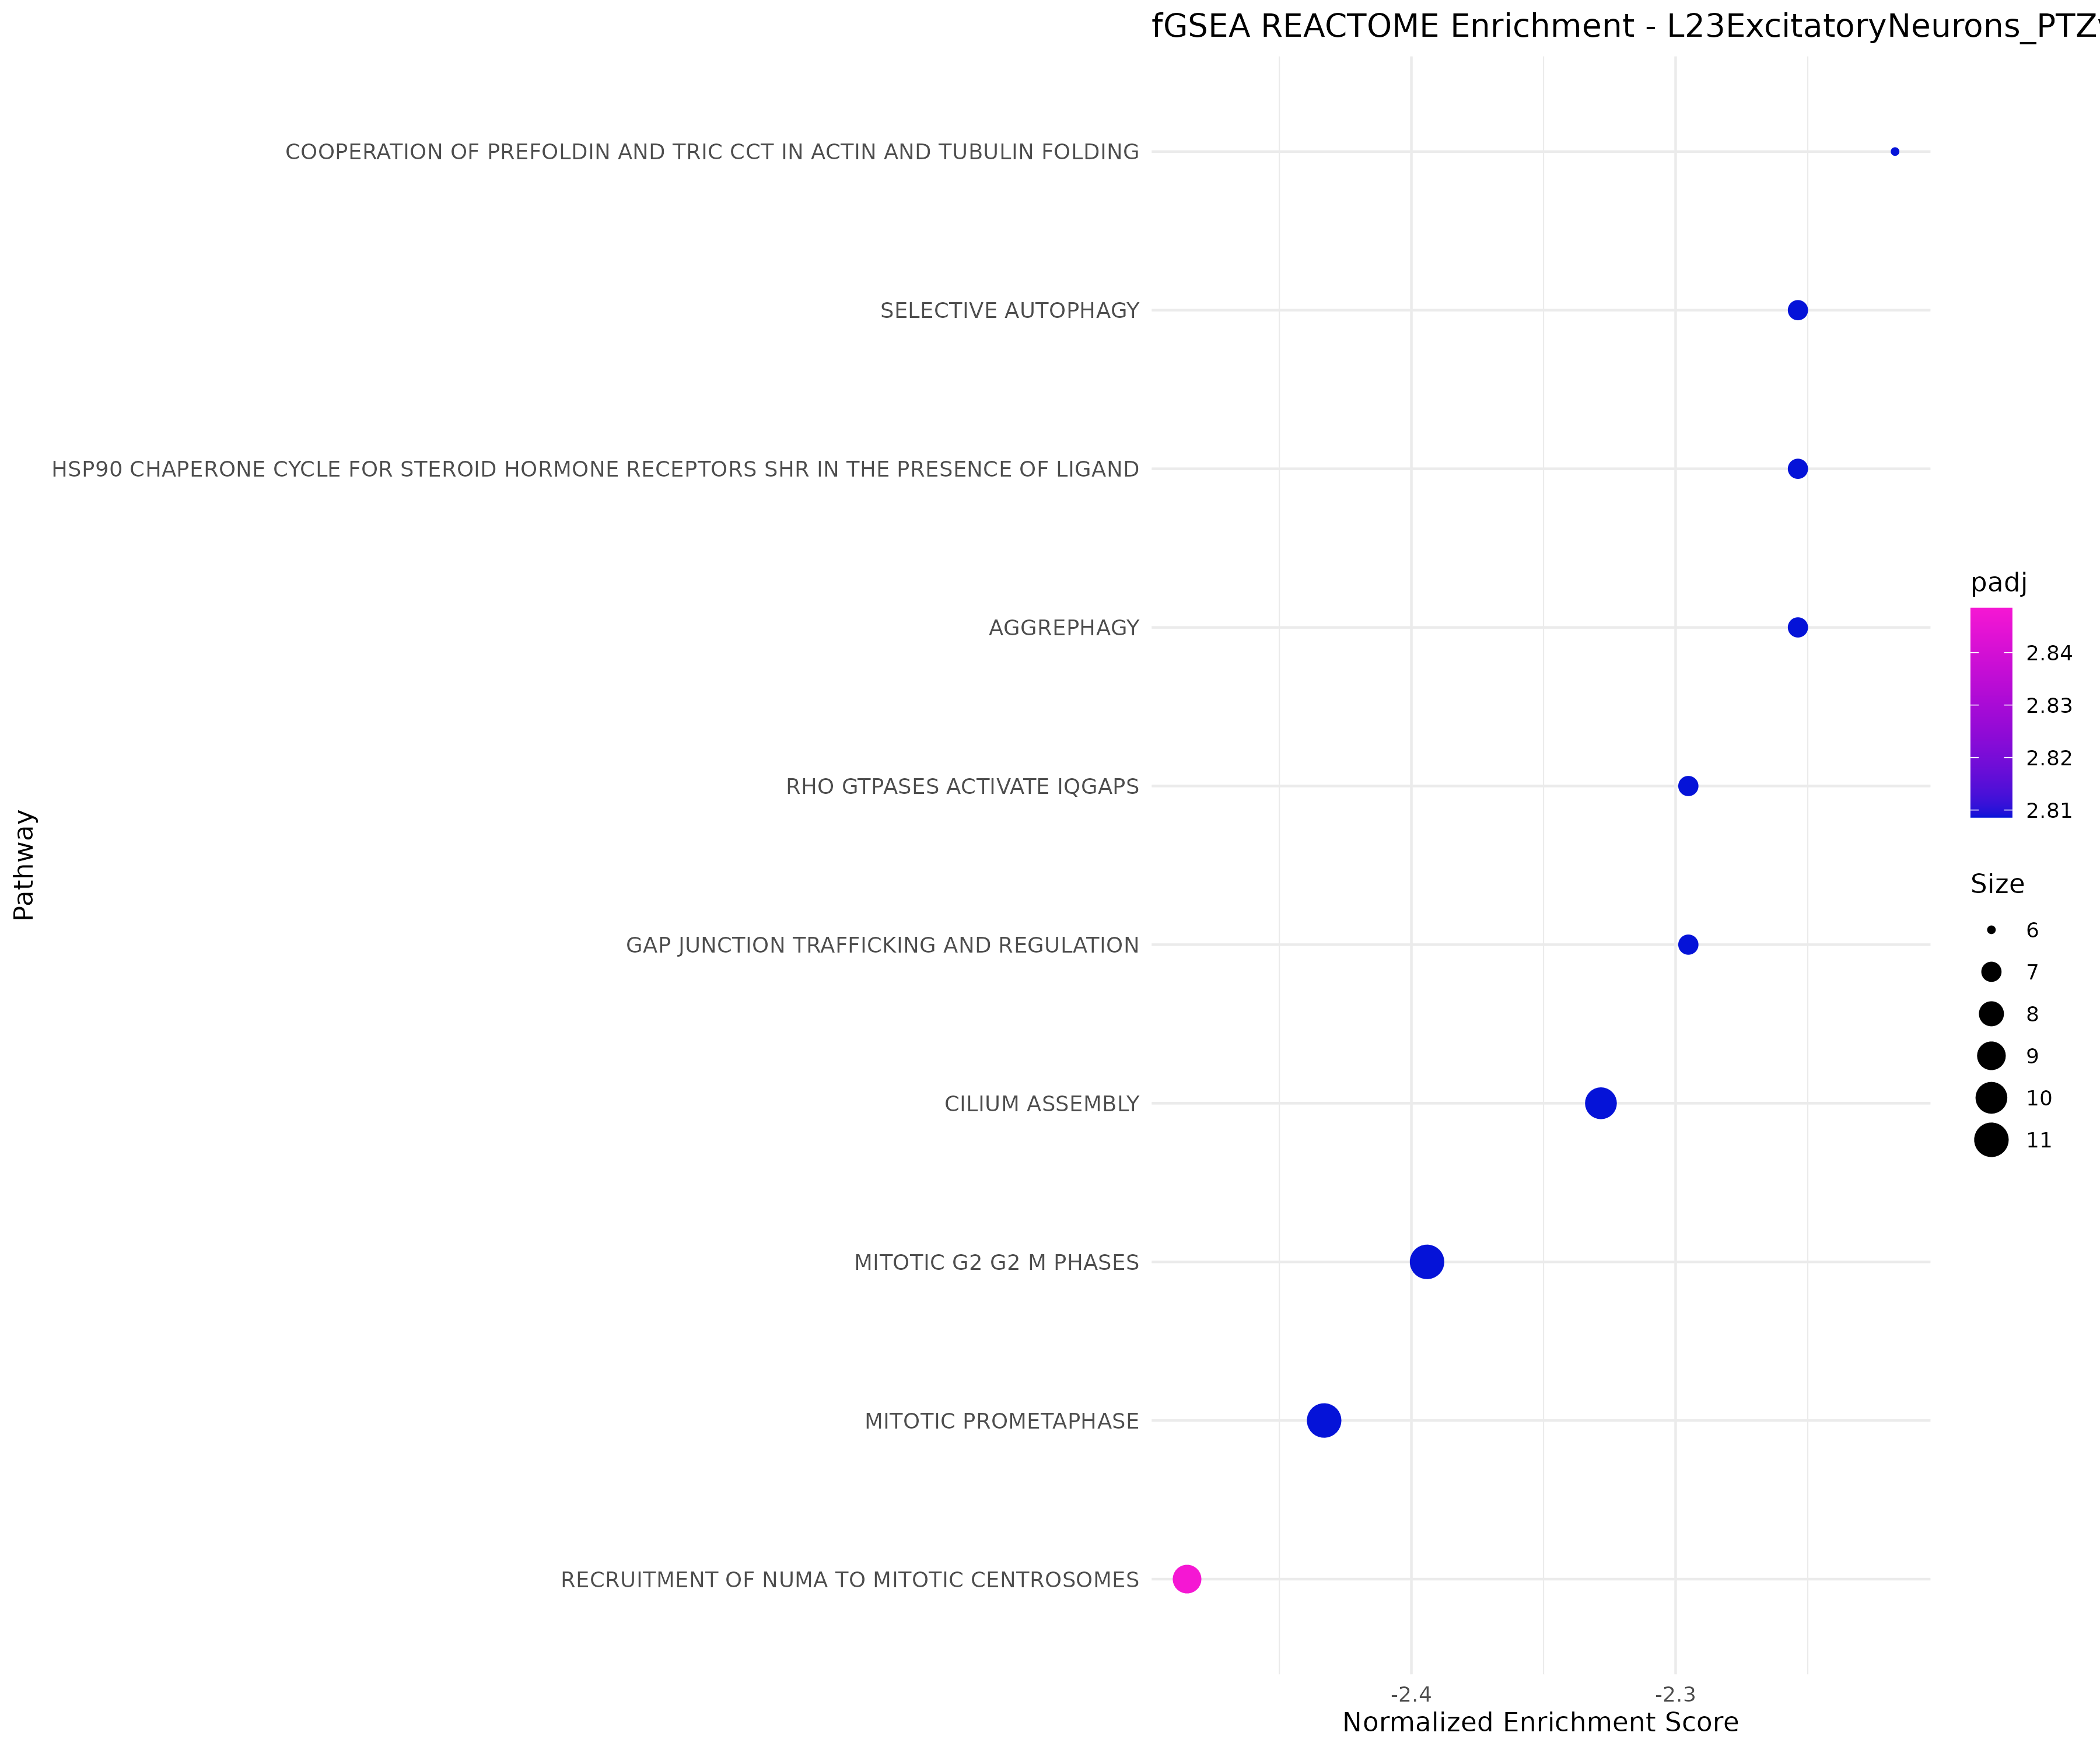 fGSEA REACTOME Enrichment - L23ExcitatoryNeurons_PTZ
COOPERATION OF PREFOLDIN AND TRIC CCT IN ACTIN AND TUBULIN FOLDING
SELECTIVE AUTOPHAGY
HSP90 CHAPERONE CYCLE FOR STEROID HORMONE RECEPTORS SHR IN THE PRESENCE OF LIGAND
AGGREPHAGY
RHO GTPASES ACTIVATE IQGAPS
GAP JUNCTION TRAFFICKING AND REGULATION
CILIUM ASSEMBLY
MITOTIC G2 G2 M PHASES
MITOTIC PROMETAPHASE
RECRUITMENT OF NUMA TO MITOTIC CENTROSOMES
Pathway
-2.4
-2.3
Normalized Enrichment Score
padj
2.84
2.83
2.82
2.81
Size
6
7
8
9
10
11